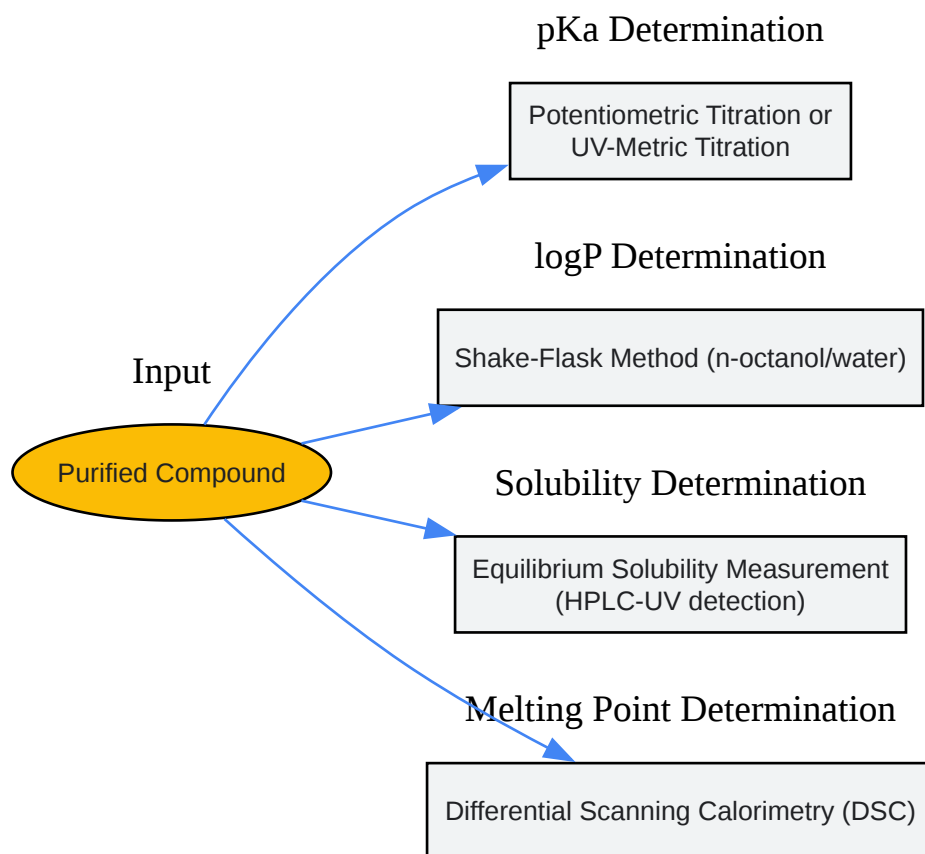 pKa Determination
Potentiometric Titration or
UV-Metric Titration
logP Determination
Shake-Flask Method (n-octanol/water)
Input
Purified Compound
Solubility Determination
Equilibrium Solubility Measurement
(HPLC-UV detection)
Melting Point Determination
Differential Scanning Calorimetry (DSC)